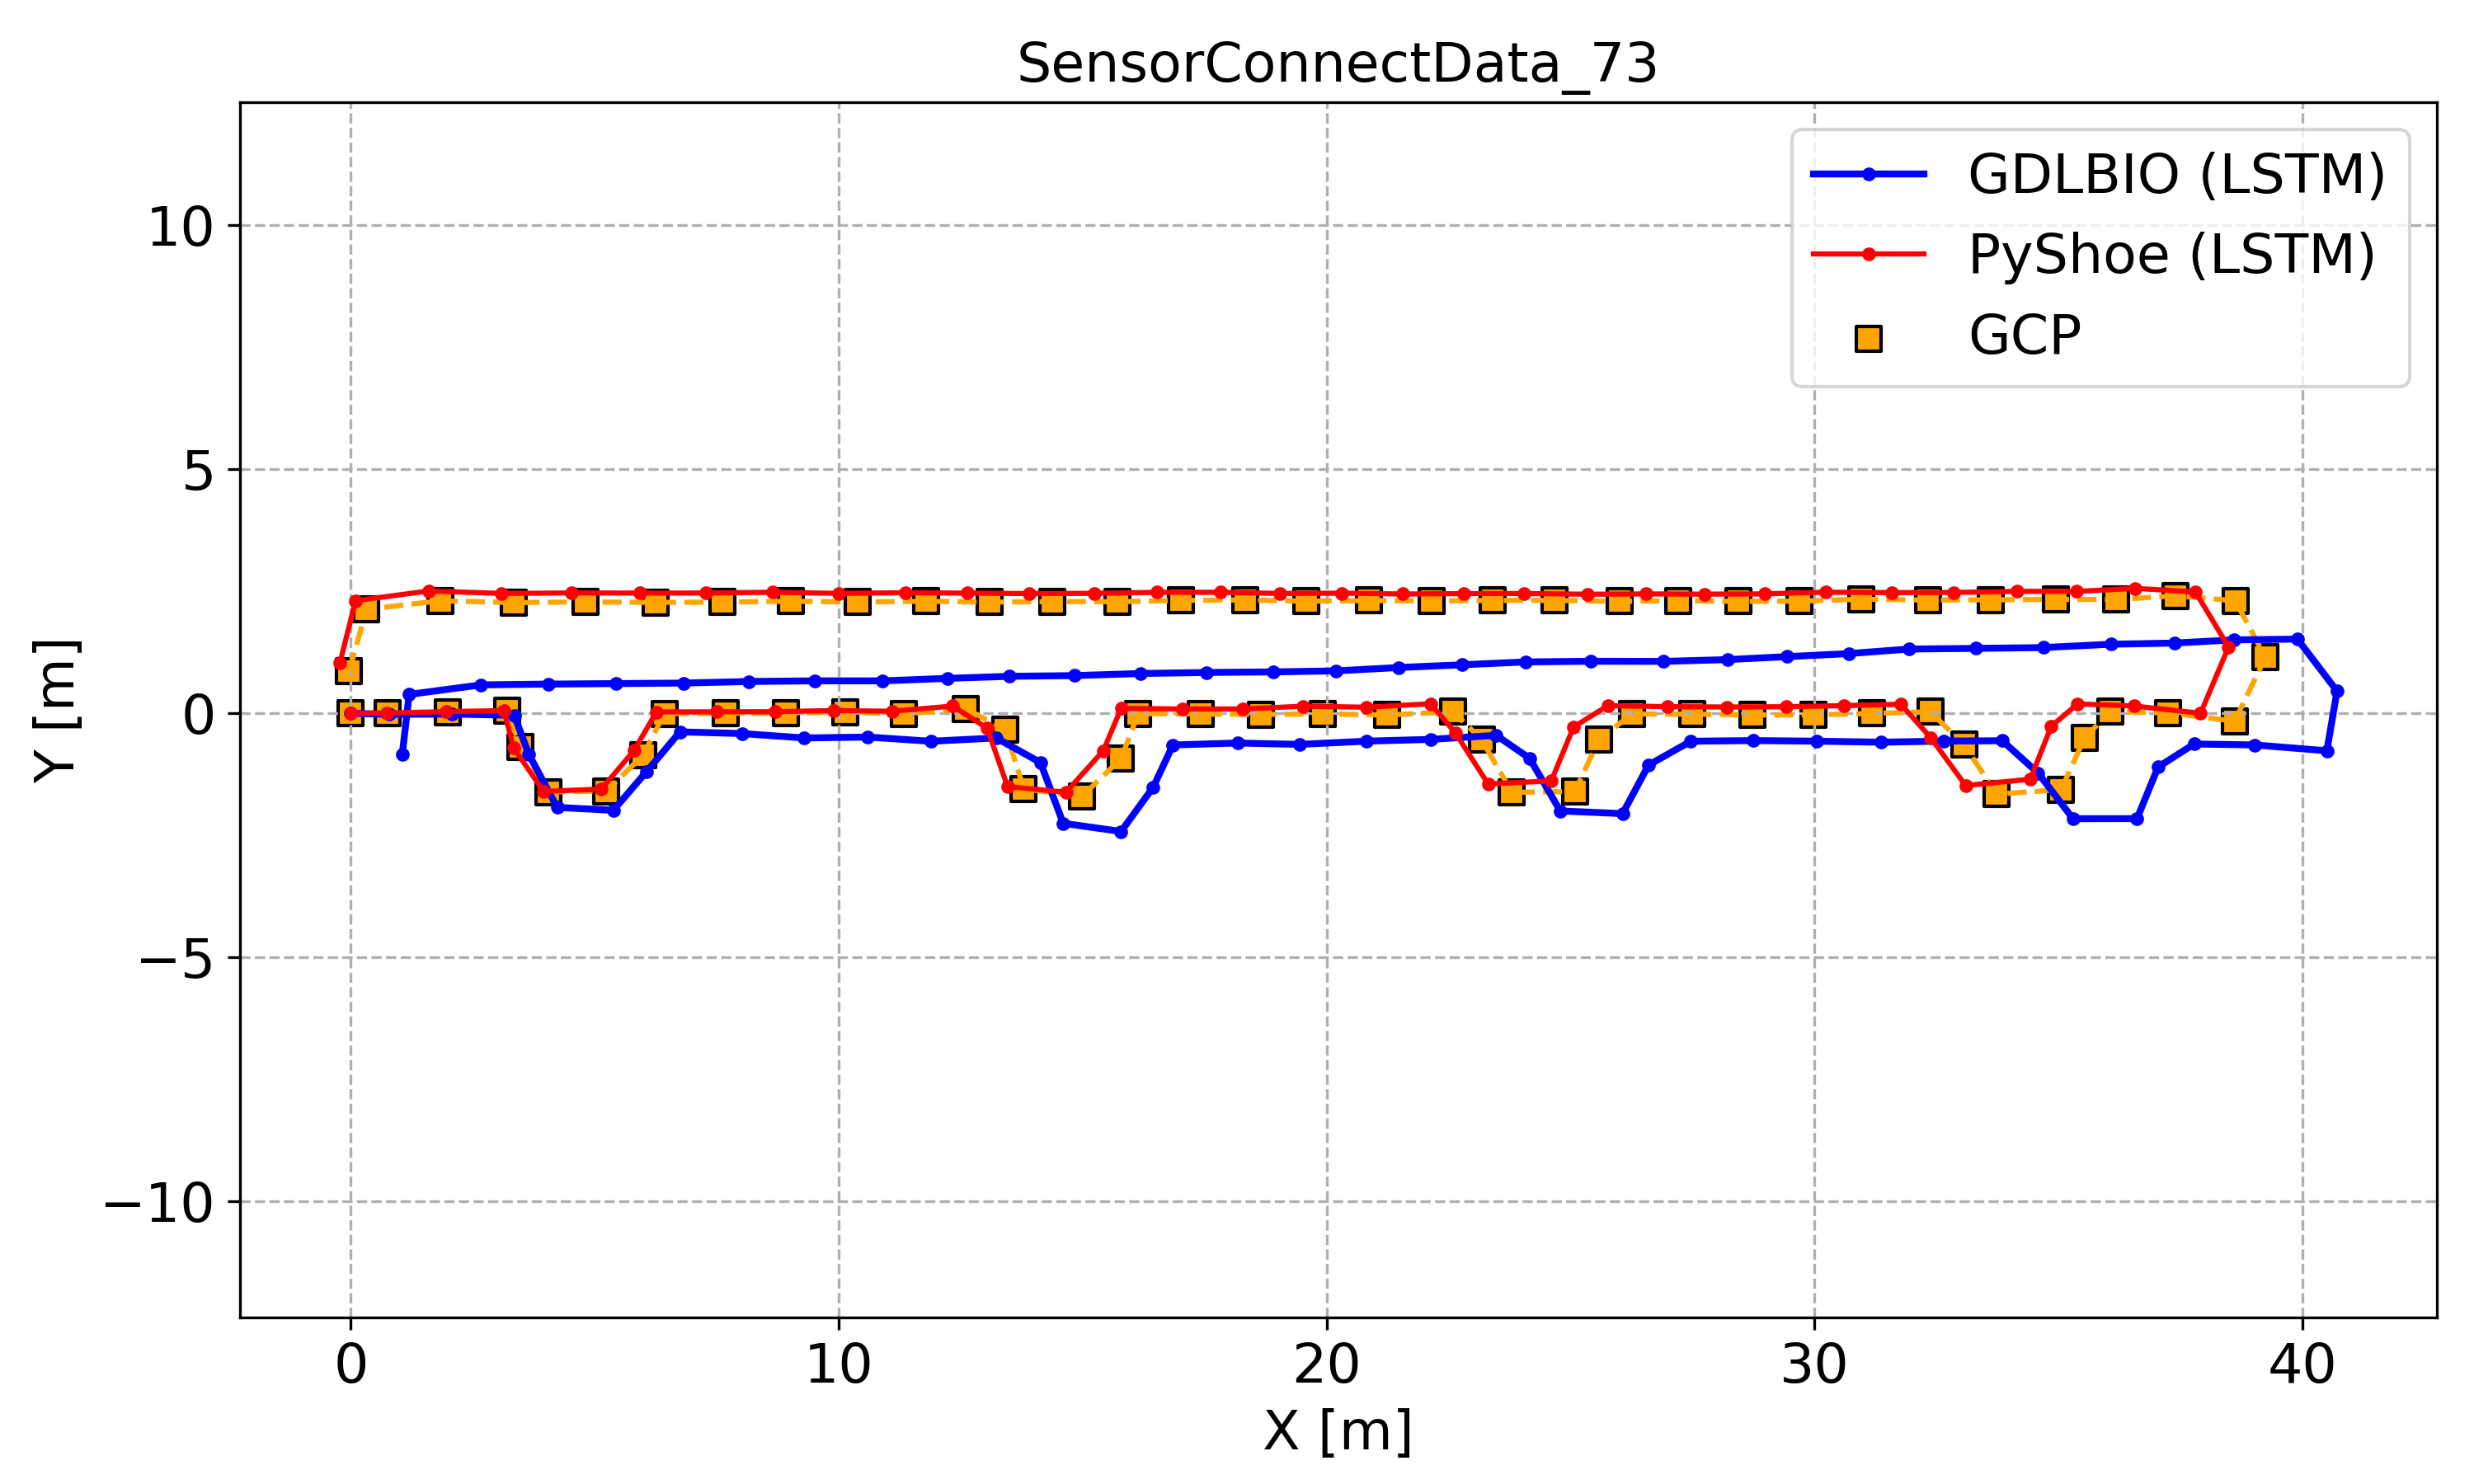 SensorConnectData_73
GDLBIO (LSTM)
PyShoe (LSTM)
GCP
10
5
0
−5
−10
Y [m]
0 10 20 30 40
X [m]